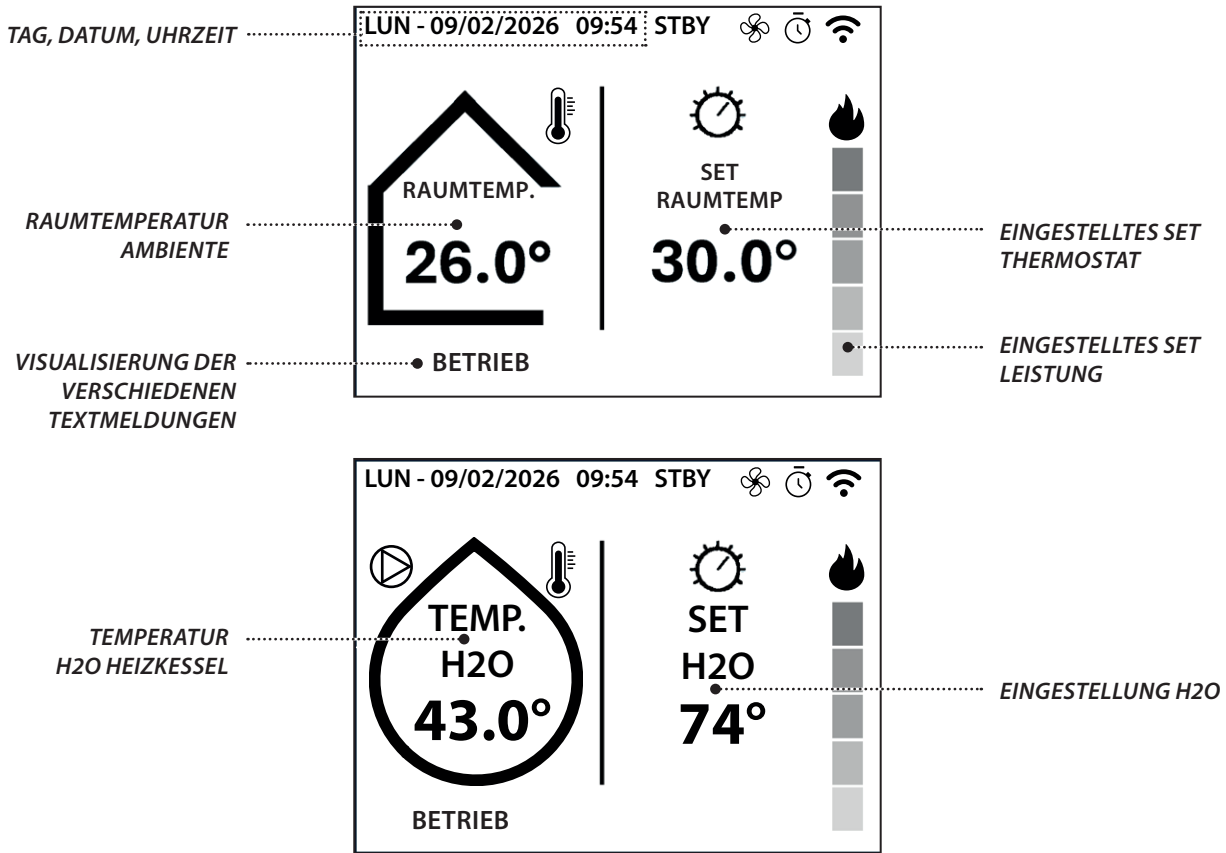 TAG, DATUM, UHRZEIT
LUN - 09/02/2026 09:54 STBY
RAUMTEMP.
26.0°
SET
RAUMTEMP
30.0°
RAUMTEMPERATUR
AMBIENTE
EINGESTELLTES SET
THERMOSTAT
VISUALISIERUNG DER
VERSCHIEDENEN
TEXTMELDUNGEN
BETRIEB
EINGESTELLTES SET
LEISTUNG
LUN - 09/02/2026 09:54 STBY
TEMP.
H2O
43.0°
SET
H2O
74°
TEMPERATUR
H2O HEIZKESSEL
EINGESTELLUNG H2O
BETRIEB